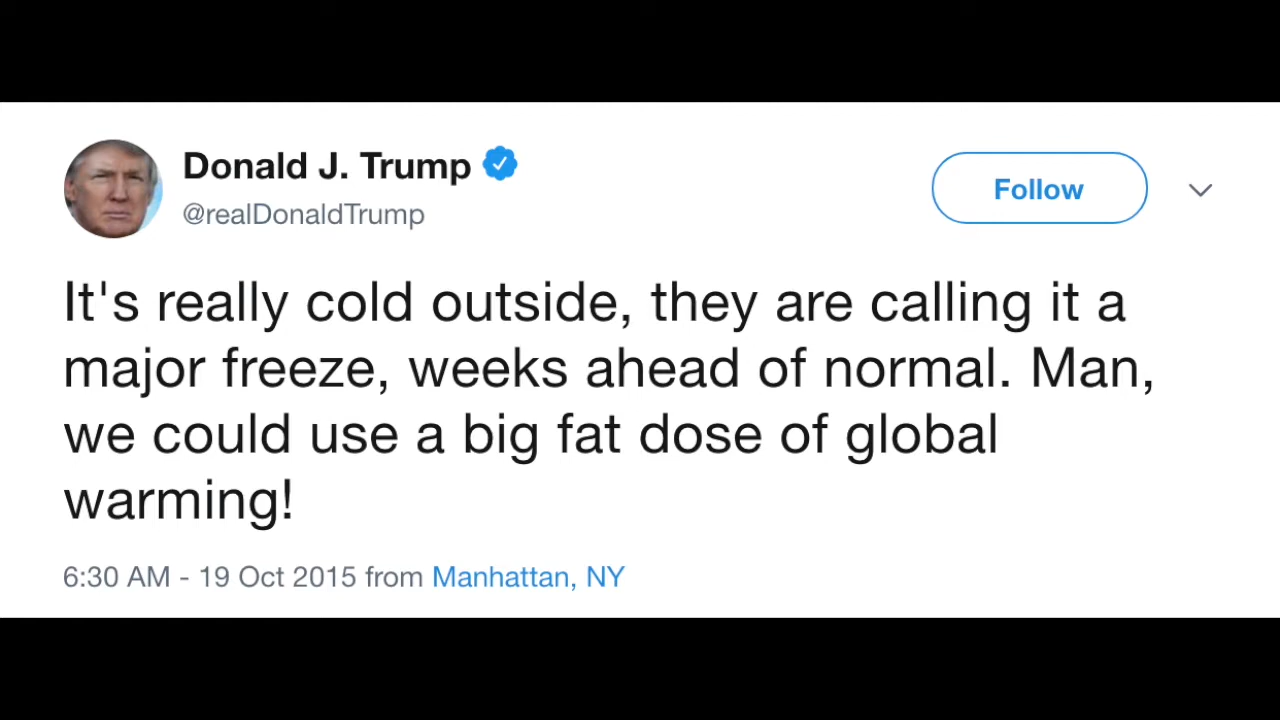 Donald J. Trump
@realDonaldTrump
Follow
It's really cold outside, they are calling it a
major freeze, weeks ahead of normal. Man,
we could use a big fat dose of global
warming!
6:30 AM - 19 Oct 2015 from Manhattan, NY